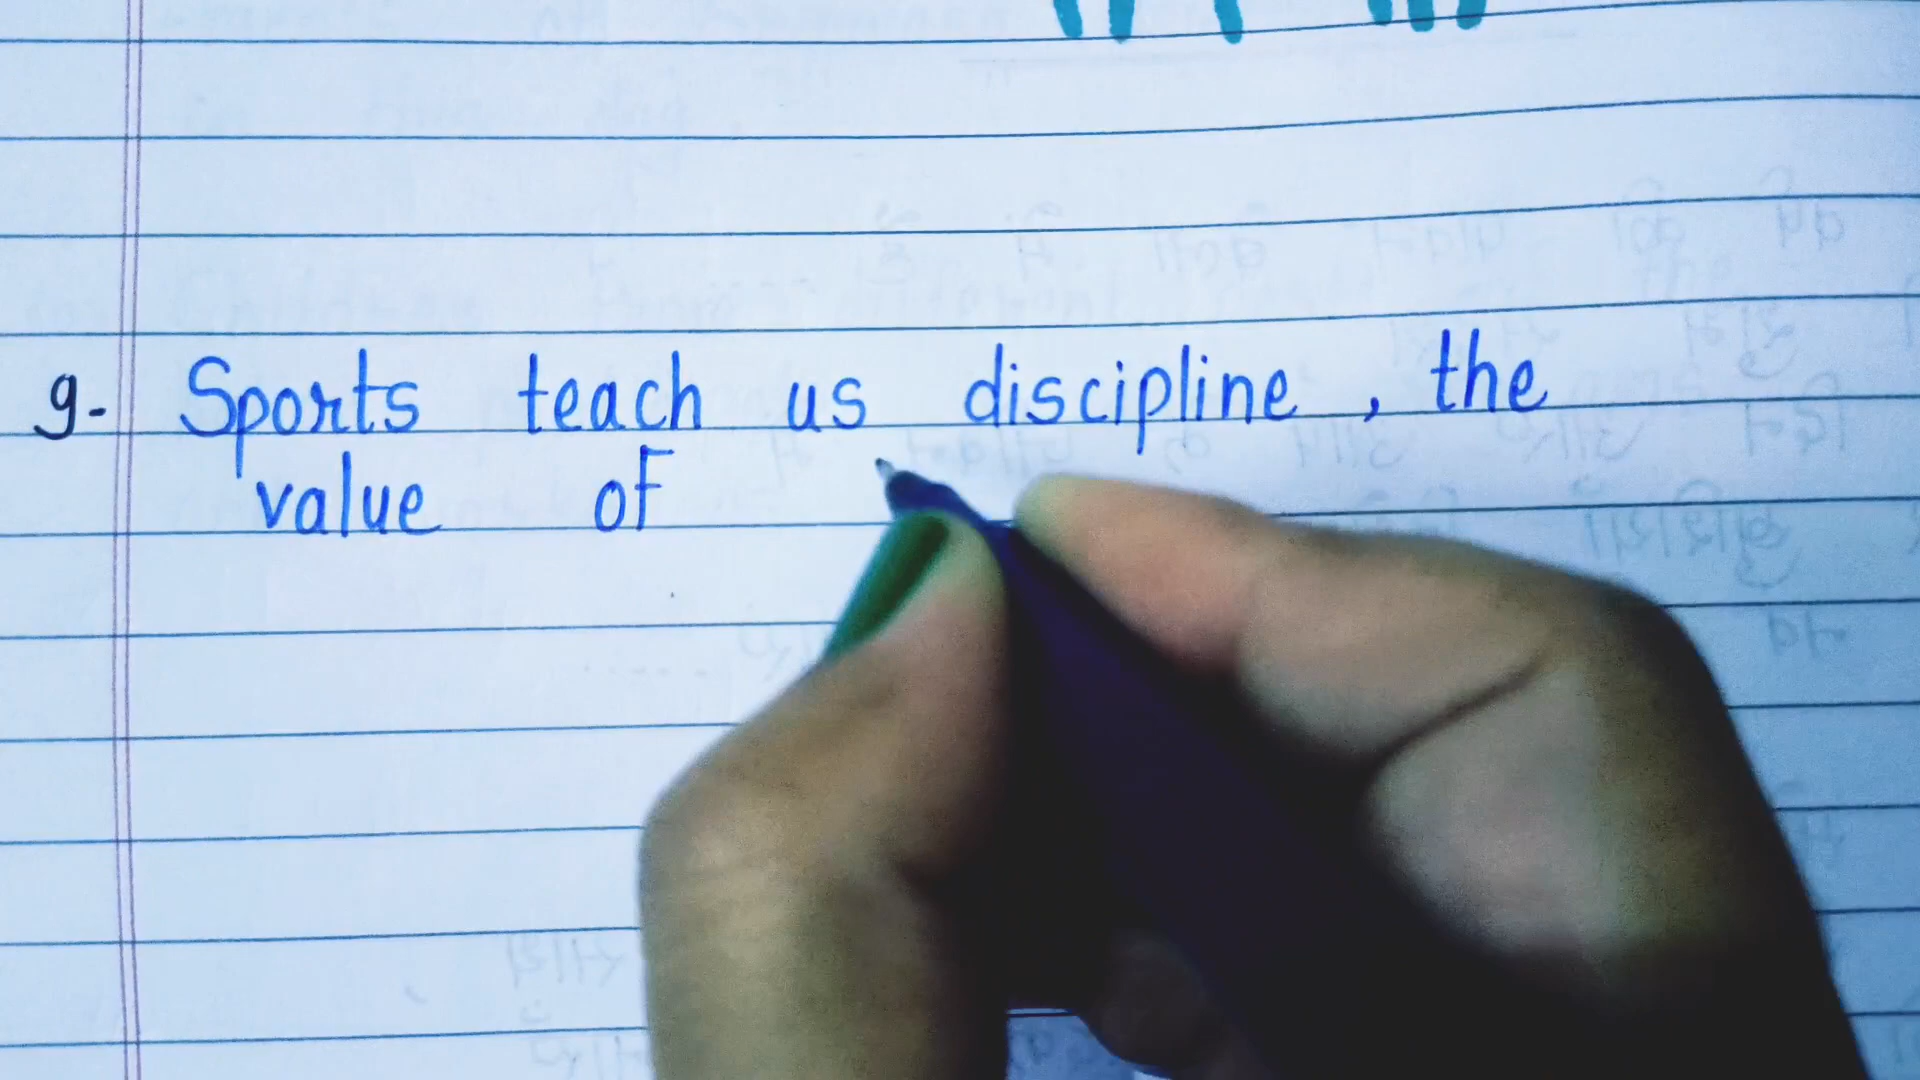 9- Sports teach us discipline, the
value of